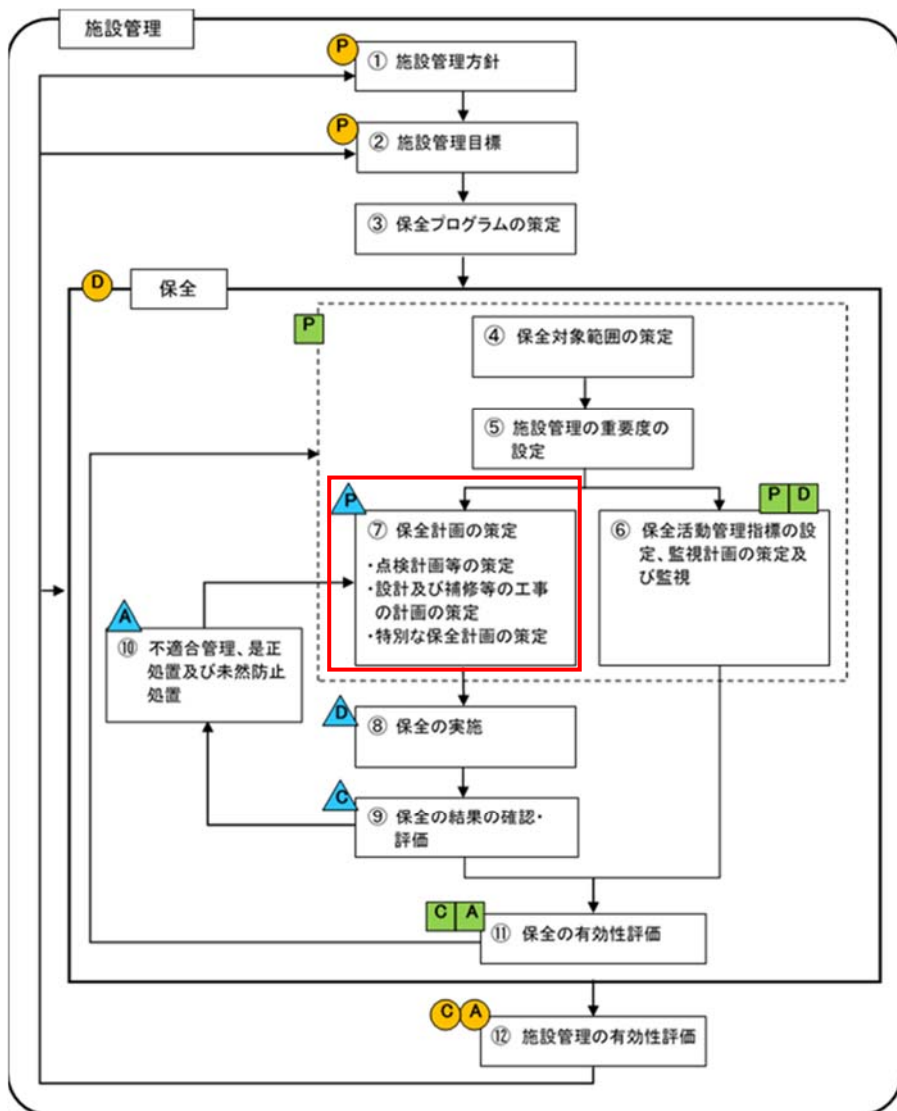 施設管理
P
① 施設管理方針
P
② 施設管理目標
③ 保全プログラムの策定
D
保全
P
④ 保全対象範囲の策定
⑤ 施設管理の重要度の
設定
P
⑦ 保全計画の策定
・点検計画等の策定
・設計及び補修等の工事
の計画の策定
・特別な保全計画の策定
P D
⑥ 保全活動管理指標の設
定、監視計画の策定及
び監視
A
⑩ 不適合管理、是正
処置及び未然防止
処置
D
⑧ 保全の実施
C
⑨ 保全の結果の確認・
評価
C A
⑪ 保全の有効性評価
C A
⑫ 施設管理の有効性評価